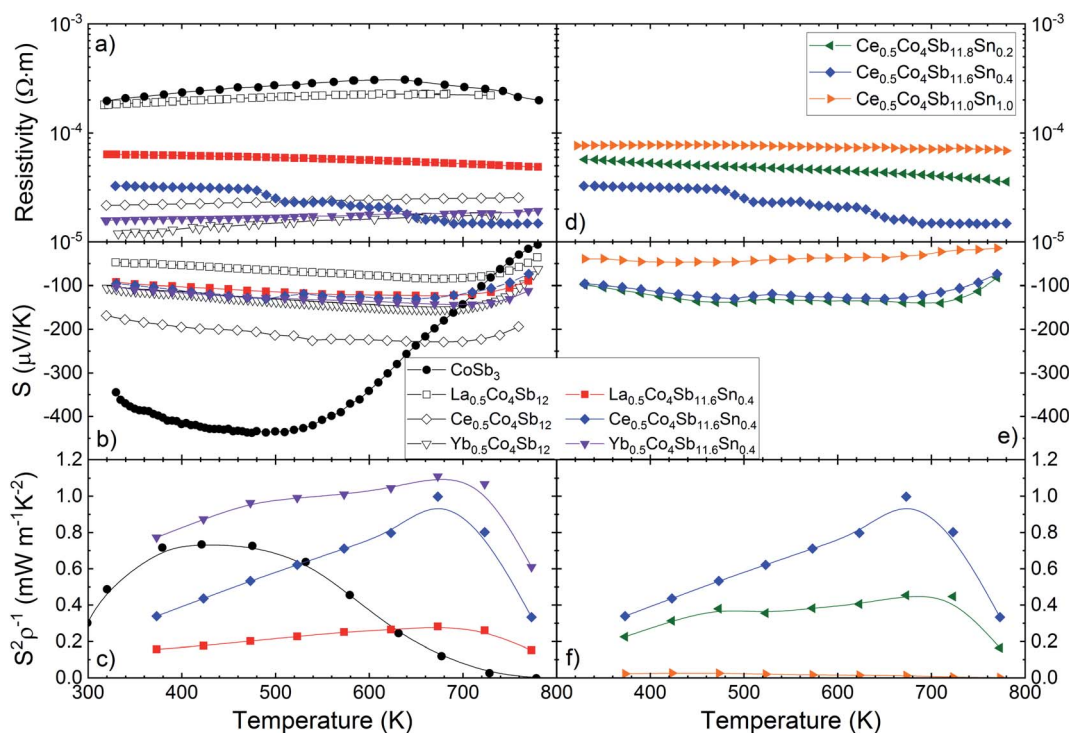 10⁻³
a)
Resistivity (Ω·m)
10⁻⁴
10⁻⁵
Ce₀.₅Co₄Sb₁₁.₈Sn₀.₂
Ce₀.₅Co₄Sb₁₁.₆Sn₀.₄
Ce₀.₅Co₄Sb₁₁.₀Sn₁.₀
10⁻³
10⁻⁴
10⁻⁵
d)
-100
-200
-300
-400
S (μV/K)
b)
CoSb₃
La₀.₅Co₄Sb₁₂
Ce₀.₅Co₄Sb₁₂
Yb₀.₅Co₄Sb₁₂
La₀.₅Co₄Sb₁₁.₆Sn₀.₄
Ce₀.₅Co₄Sb₁₁.₆Sn₀.₄
Yb₀.₅Co₄Sb₁₁.₆Sn₀.₄
-100
-200
-300
-400
e)
1.2
1.0
0.8
0.6
0.4
0.2
0.0
S²ρ⁻¹ (mW m⁻¹K⁻²)
c)
300 400 500 600 700 800
Temperature (K)
1.2
1.0
0.8
0.6
0.4
0.2
0.0
f)
400 500 600 700 800
Temperature (K)